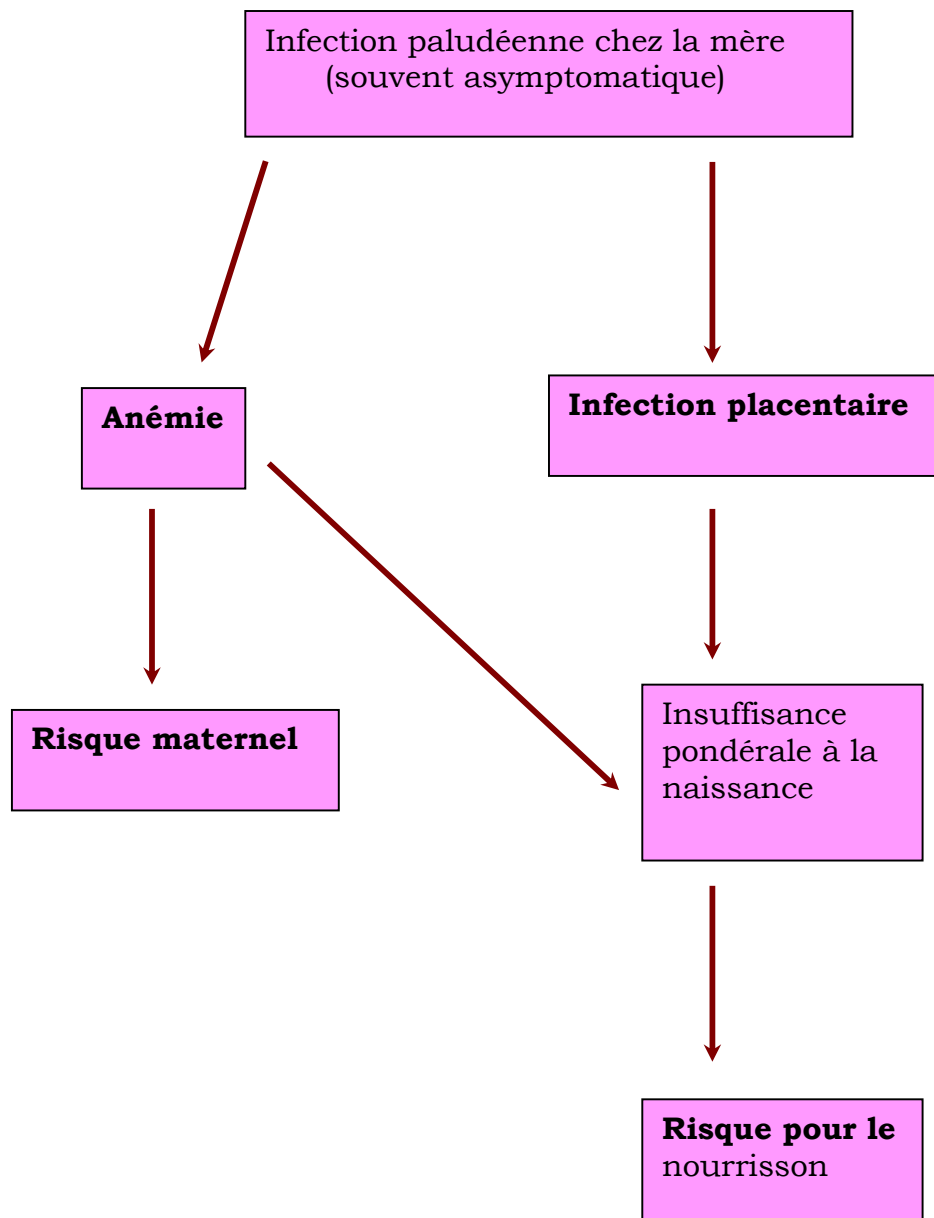 Infection paludéenne chez la mère
(souvent asymptomatique)
Anémie
Infection placentaire
Risque maternel
Insuffisance
pondérale à la
naissance
Risque pour le
nourrisson